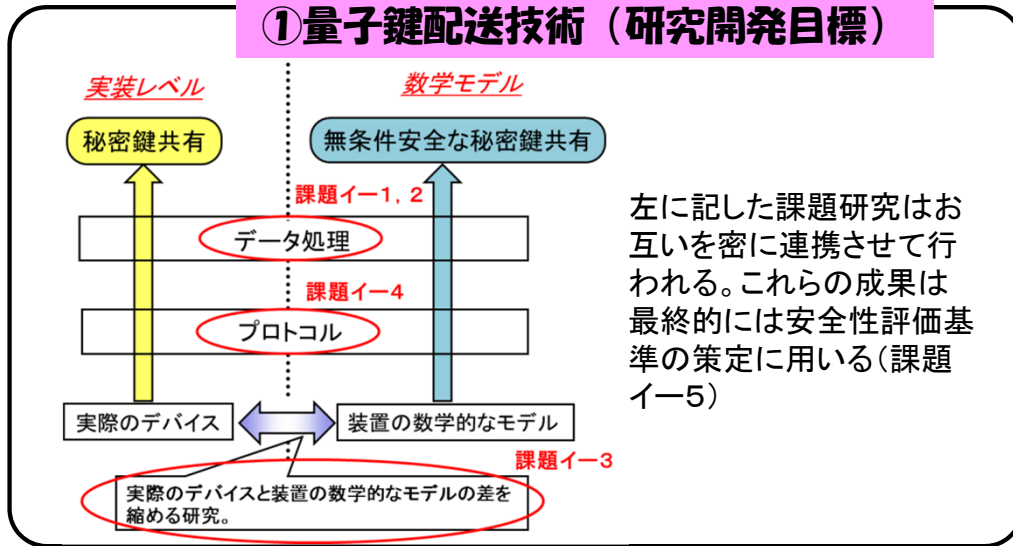 ①量子鍵配送技術（研究開発目標）
実装レベル
数学モデル
秘密鍵共有
無条件安全な秘密鍵共有
課題イー1，2
データ処理
課題イー4
プロトコル
実際のデバイス
装置の数学的なモデル
課題イー3
実際のデバイスと装置の数学的なモデルの差を
縮める研究。
左に記した課題研究はお
互いを密に連携させて行
われる。これらの成果は
最終的には安全性評価基
準の策定に用いる（課題
イー5）